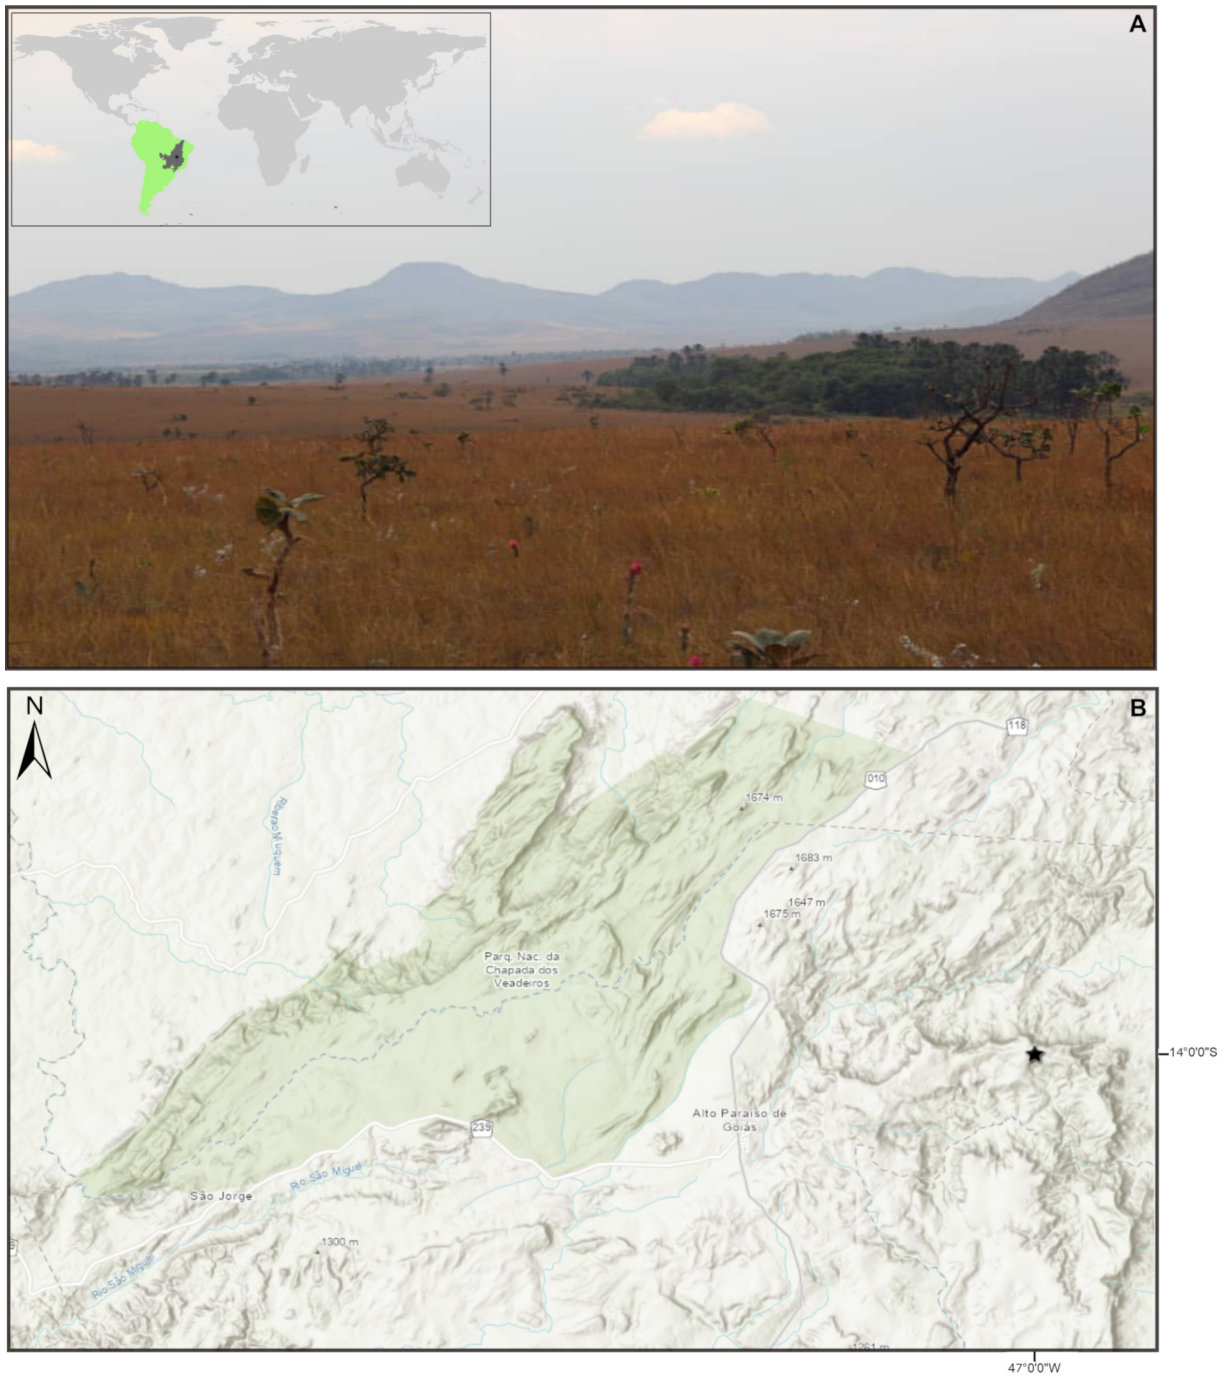 A
N
B
118
010
Ribeirão Muquem
1674 m
1683 m
1647 m
1675 m
Parq. Nac. da
Chapada dos
Veadeiros
14°0'0"S
Alto Paraíso de
Goiás
239
São Jorge
Rio São Miguel
1300 m
Rio São Miguel
1261 m
47°0'0"W